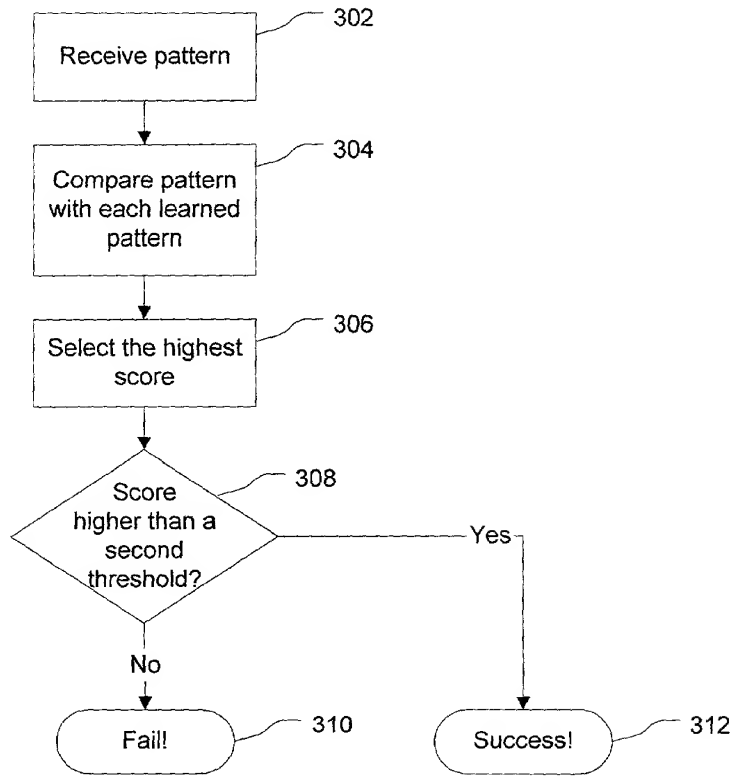 Receive pattern
302
Compare pattern
with each learned
pattern
304
Select the highest
score
306
Score
higher than a
second
threshold?
308
Yes
No
Fail!
310
Success!
312